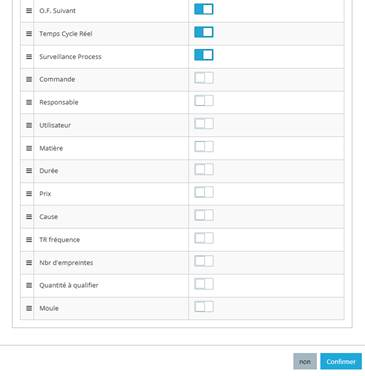 O.F. Suivant
Temps Cycle Réel
Surveillance Process
Commande
Responsable
Utilisateur
Matière
Durée
Prix
Cause
TR fréquence
Nbr d'empreintes
Quantité à qualifier
Moule
non Confirmer